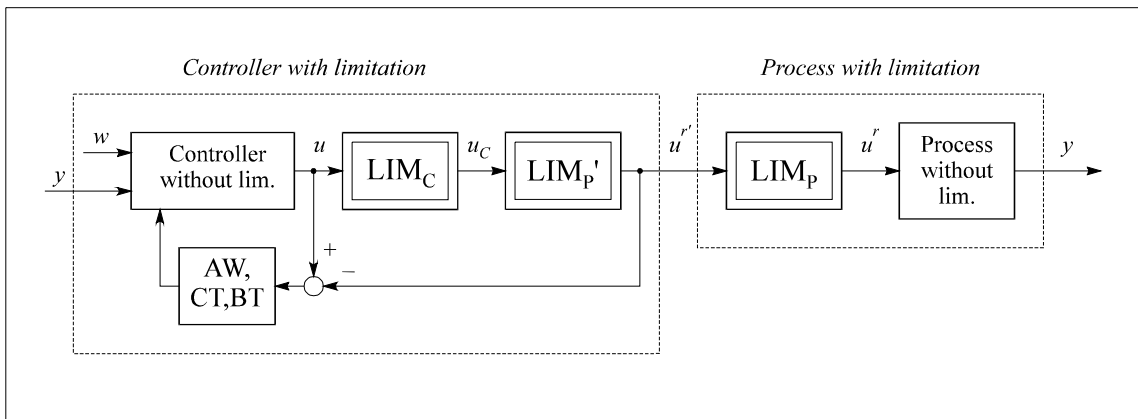 Controller with limitation
Process with limitation
w
y
Controller
without lim.
u
LIM_C
u_C
LIM_P'
u^r'
LIM_P
u^r
Process
without
lim.
y
+
−
AW,
CT,BT